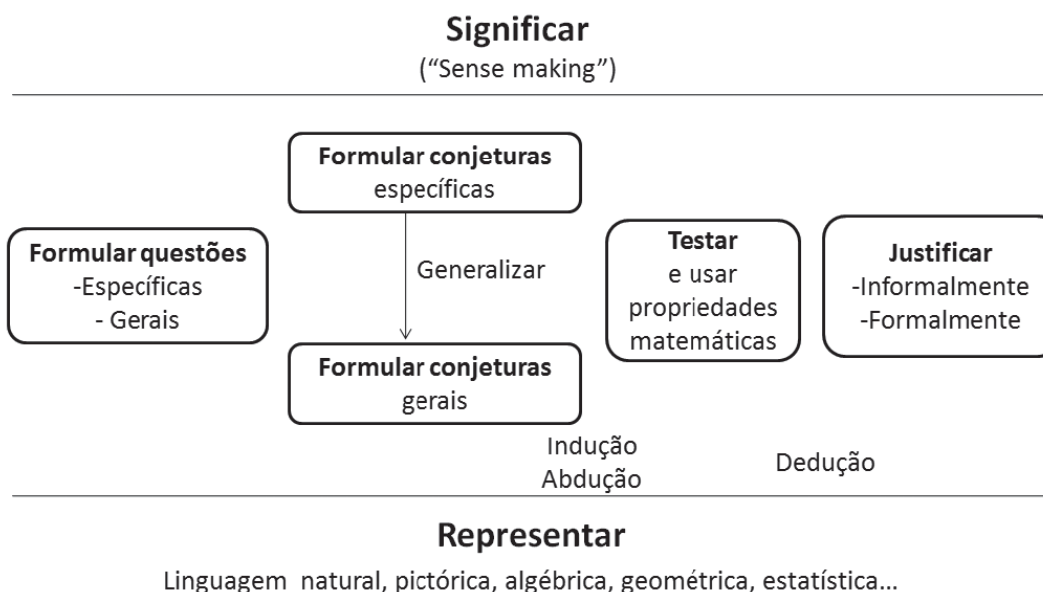 Significar
(“Sense making”)
Formular questões
-Específicas
- Gerais
Formular conjeturas
específicas
Generalizar
Formular conjeturas
gerais
Testar
e usar
propriedades
matemáticas
Justificar
-Informalmente
-Formalmente
Indução
Abdução
Dedução
Representar
Linguagem natural, pictórica, algébrica, geométrica, estatística...